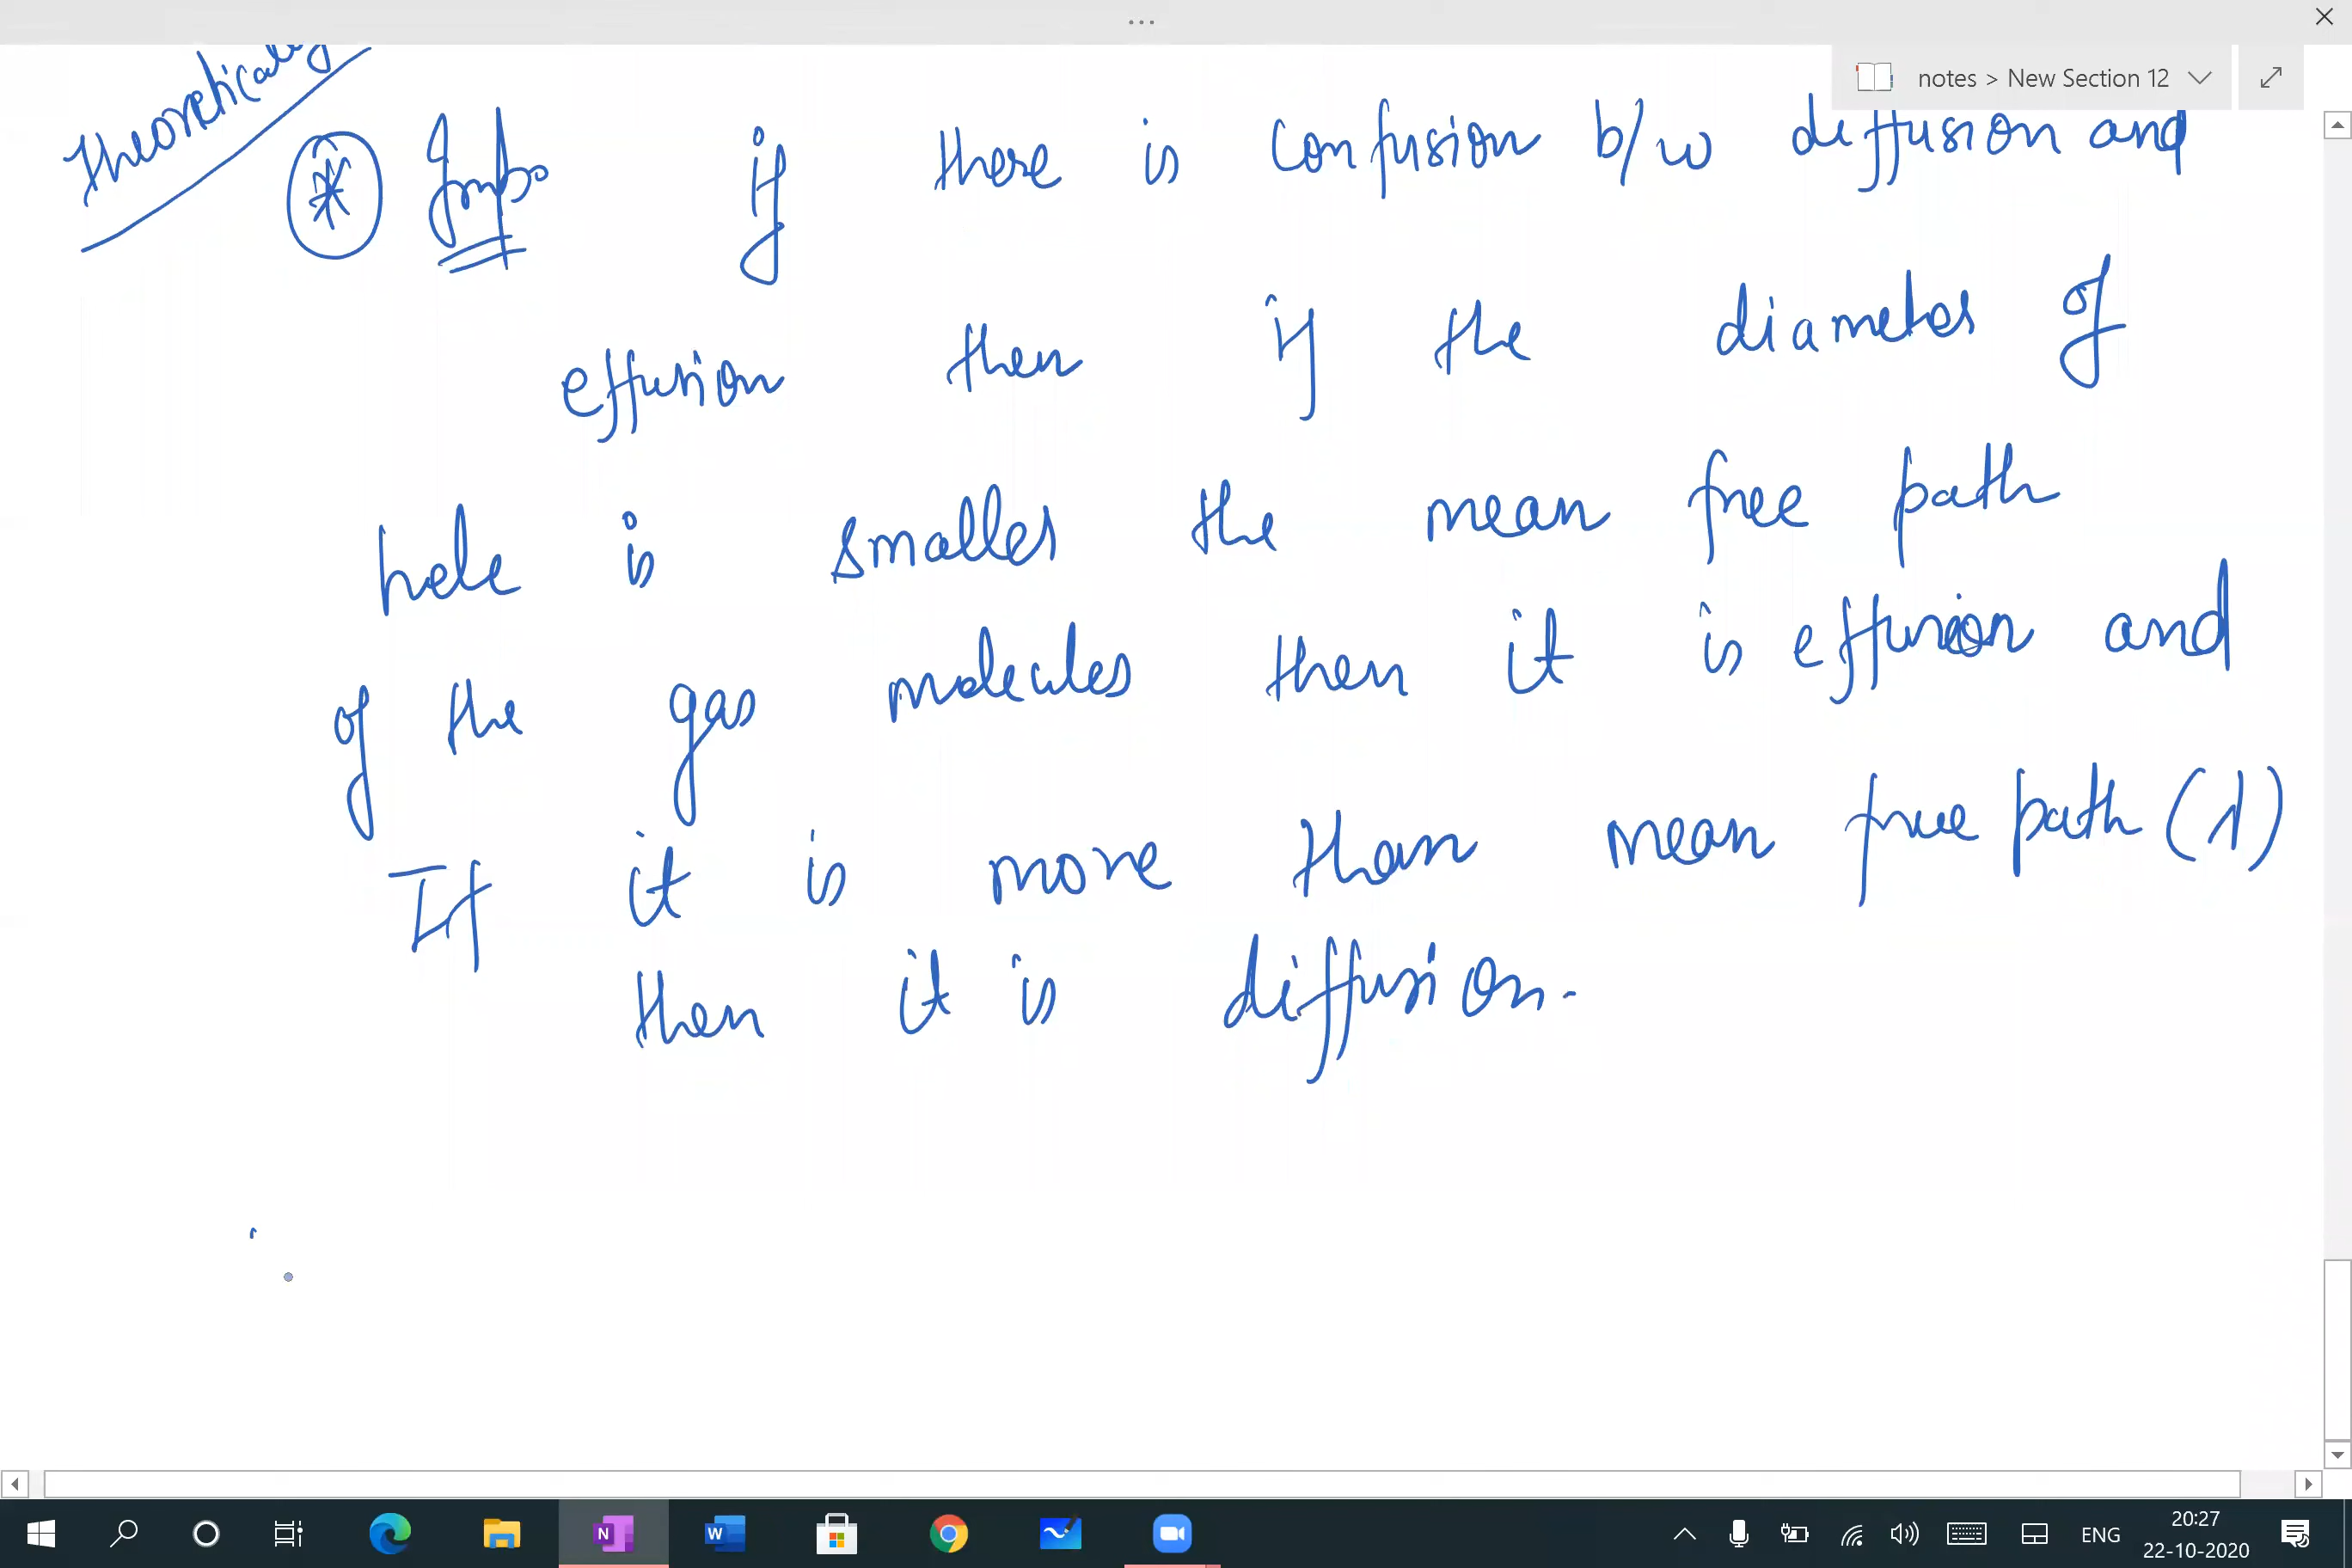 notes > New Section 12
Theoretically
* Imp. if there is confusion b/w diffusion and
effusion then if the diameter of
hole is smaller the mean free path
of the gas molecules then it is effusion and
If it is more than mean free path (λ)
then it is diffusion.
ENG
20:27
22-10-2020